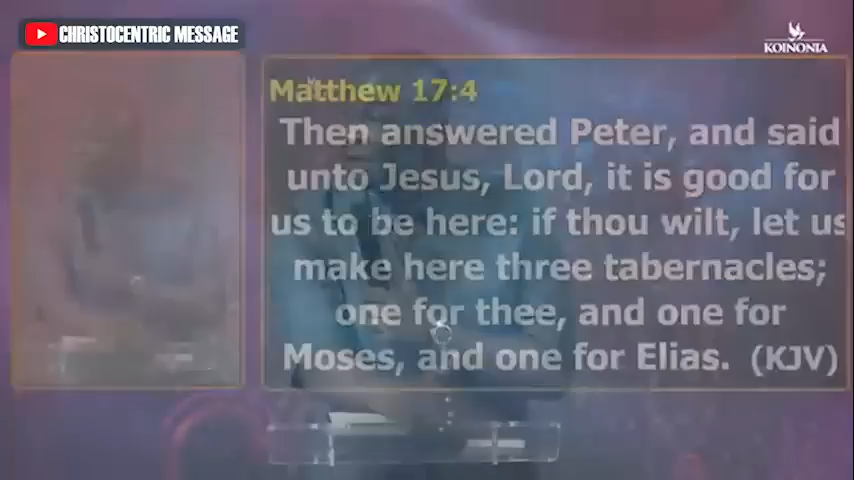 CHRISTOCENTRIC MESSAGE
KOINONIA
Matthew 17:4
Then answered Peter, and said
unto Jesus, Lord, it is good for
us to be here: if thou wilt, let us
make here three tabernacles;
one for thee, and one for
Moses, and one for Elias. (KJV)